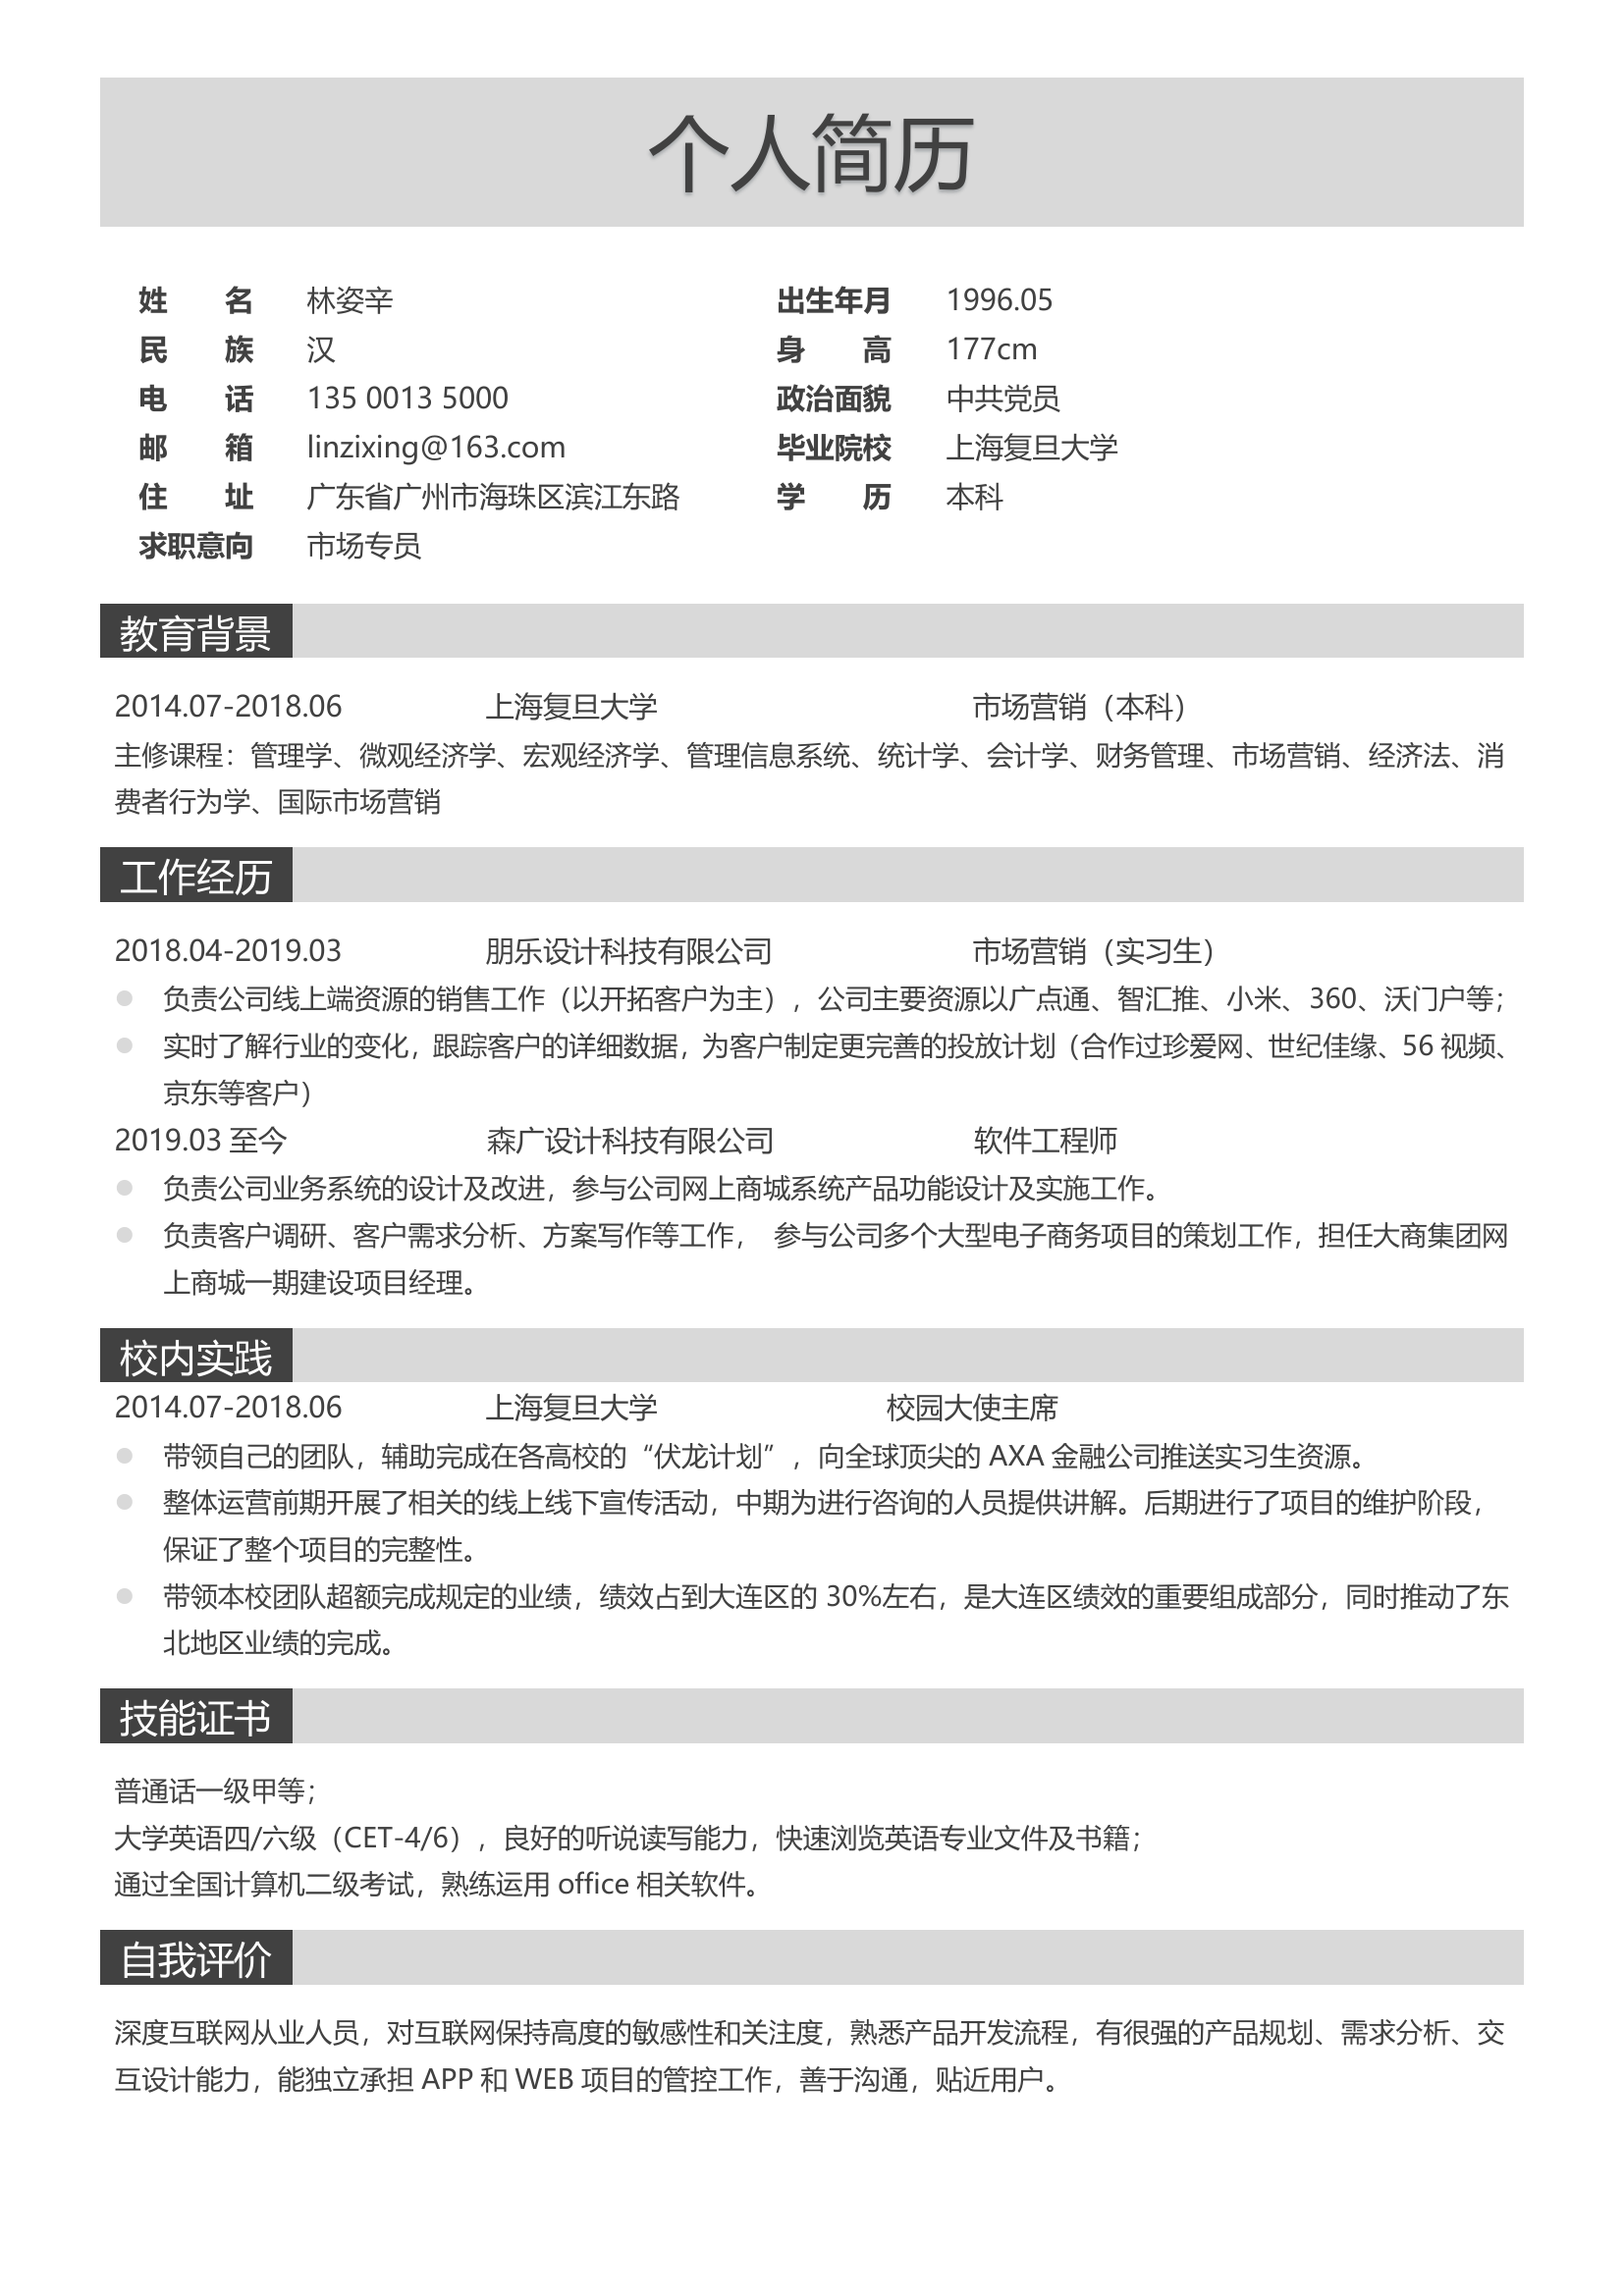 个人简历
姓 名 林姿辛 出生年月 1996.05
民 族 汉 身 高 177cm
电 话 135 0013 5000 政治面貌 中共党员
邮 箱 linzixing@163.com 毕业院校 上海复旦大学
住 址 广东省广州市海珠区滨江东路 学 历 本科
求职意向 市场专员
教育背景
2014.07-2018.06 上海复旦大学 市场营销（本科）
主修课程：管理学、微观经济学、宏观经济学、管理信息系统、统计学、会计学、财务管理、市场营销、经济法、消
费者行为学、国际市场营销
工作经历
2018.04-2019.03 朋乐设计科技有限公司 市场营销（实习生）
● 负责公司线上端资源的销售工作（以开拓客户为主），公司主要资源以广点通、智汇推、小米、360、沃门户等；
● 实时了解行业的变化，跟踪客户的详细数据，为客户制定更完善的投放计划（合作过珍爱网、世纪佳缘、56 视频、
京东等客户）
2019.03 至今 森广设计科技有限公司 软件工程师
● 负责公司业务系统的设计及改进，参与公司网上商城系统产品功能设计及实施工作。
● 负责客户调研、客户需求分析、方案写作等工作， 参与公司多个大型电子商务项目的策划工作，担任大商集团网
上商城一期建设项目经理。
校内实践
2014.07-2018.06 上海复旦大学 校园大使主席
● 带领自己的团队，辅助完成在各高校的“伏龙计划”，向全球顶尖的 AXA 金融公司推送实习生资源。
● 整体运营前期开展了相关的线上线下宣传活动，中期为进行咨询的人员提供讲解。后期进行了项目的维护阶段，
保证了整个项目的完整性。
● 带领本校团队超额完成规定的业绩，绩效占到大连区的 30%左右，是大连区绩效的重要组成部分，同时推动了东
北地区业绩的完成。
技能证书
普通话一级甲等；
大学英语四/六级（CET-4/6），良好的听说读写能力，快速浏览英语专业文件及书籍；
通过全国计算机二级考试，熟练运用 office 相关软件。
自我评价
深度互联网从业人员，对互联网保持高度的敏感性和关注度，熟悉产品开发流程，有很强的产品规划、需求分析、交
互设计能力，能独立承担 APP 和 WEB 项目的管控工作，善于沟通，贴近用户。